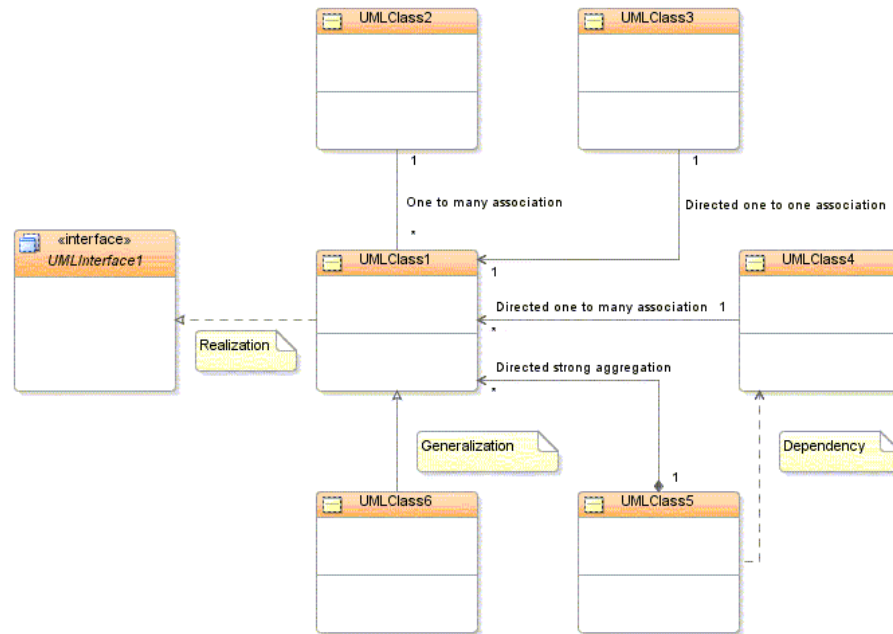 UMLClass2
UMLClass3
1
1
One to many association
Directed one to one association
*
«interface»
UMLInterface1
UMLClass1
1
UMLClass4
Directed one to many association 1
*
Realization
Directed strong aggregation
*
Generalization
Dependency
1
UMLClass6
UMLClass5